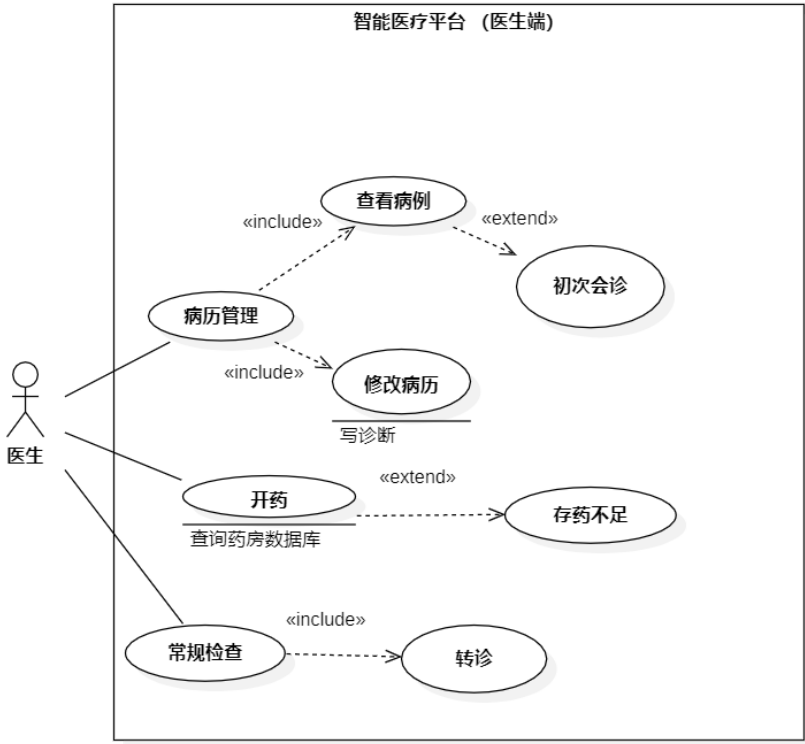 智能医疗平台 （医生端)
查看病例
«include»
«extend»
初次会诊
病历管理
«include»
修改病历
写诊断
医生
开药
«extend»
存药不足
查询药房数据库
«include»
常规检查
转诊